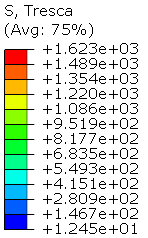 S, Tresca
(Avg: 75%)
+1.623e+03
+1.489e+03
+1.354e+03
+1.220e+03
+1.086e+03
+9.519e+02
+8.177e+02
+6.835e+02
+5.493e+02
+4.151e+02
+2.809e+02
+1.467e+02
+1.245e+01